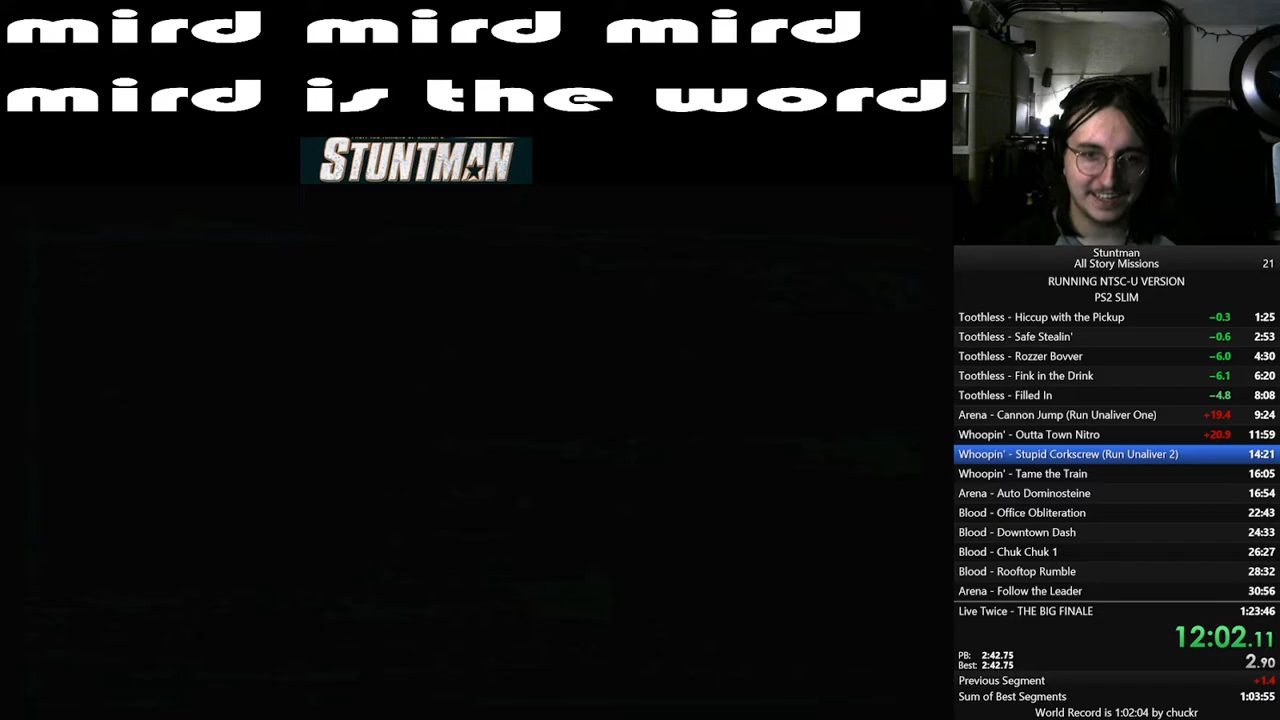 mird mird mird
mird is the word
STUNTMAN
Stuntman
All Story Missions 21
RUNNING NTSC-U VERSION
PS2 SLIM
Toothless - Hiccup with the Pickup −0.3 1:25
Toothless - Safe Stealin' −0.6 2:53
Toothless - Rozzer Bovver −6.0 4:30
Toothless - Fink in the Drink −6.1 6:20
Toothless - Filled In −4.8 8:08
Arena - Cannon Jump (Run Unaliver One) +19.4 9:24
Whoopin' - Outta Town Nitro +20.9 11:59
Whoopin' - Stupid Corkscrew (Run Unaliver 2) 14:21
Whoopin' - Tame the Train 16:05
Arena - Auto Dominosteine 16:54
Blood - Office Obliteration 22:43
Blood - Downtown Dash 24:33
Blood - Chuk Chuk 1 26:27
Blood - Rooftop Rumble 28:32
Arena - Follow the Leader 30:56
Live Twice - THE BIG FINALE 1:23:46
12:02.11
PB: 2:42.75
Best: 2:42.75
2.90
Previous Segment +1.4
Sum of Best Segments 1:03:55
World Record is 1:02:04 by chuckr